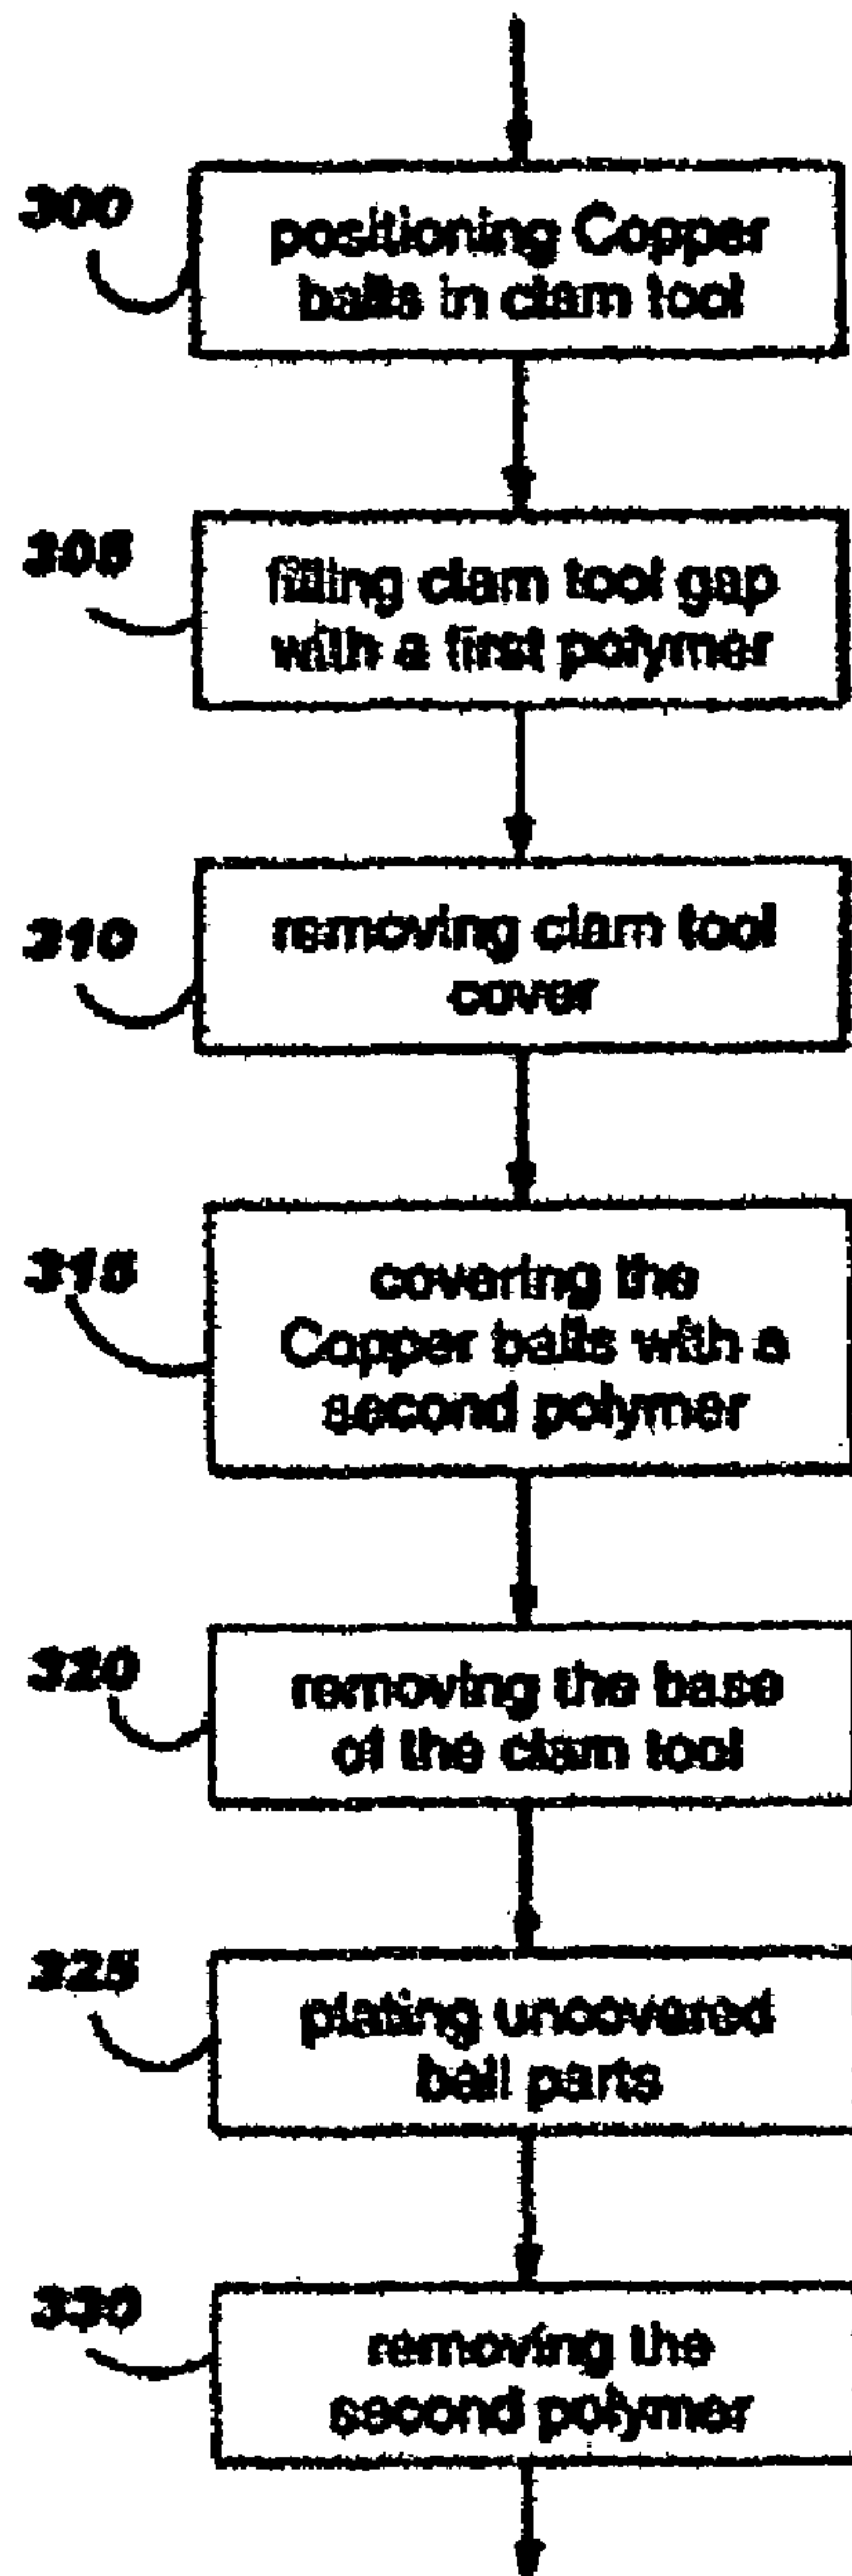 300
positioning Copper
balls in clam tool
305
filling clam tool gap
with a first polymer
310
removing clam tool
cover
315
covering the
Copper balls with a
second polymer
320
removing the base
of the clam tool
325
plating uncovered
ball parts
330
removing the
second polymer